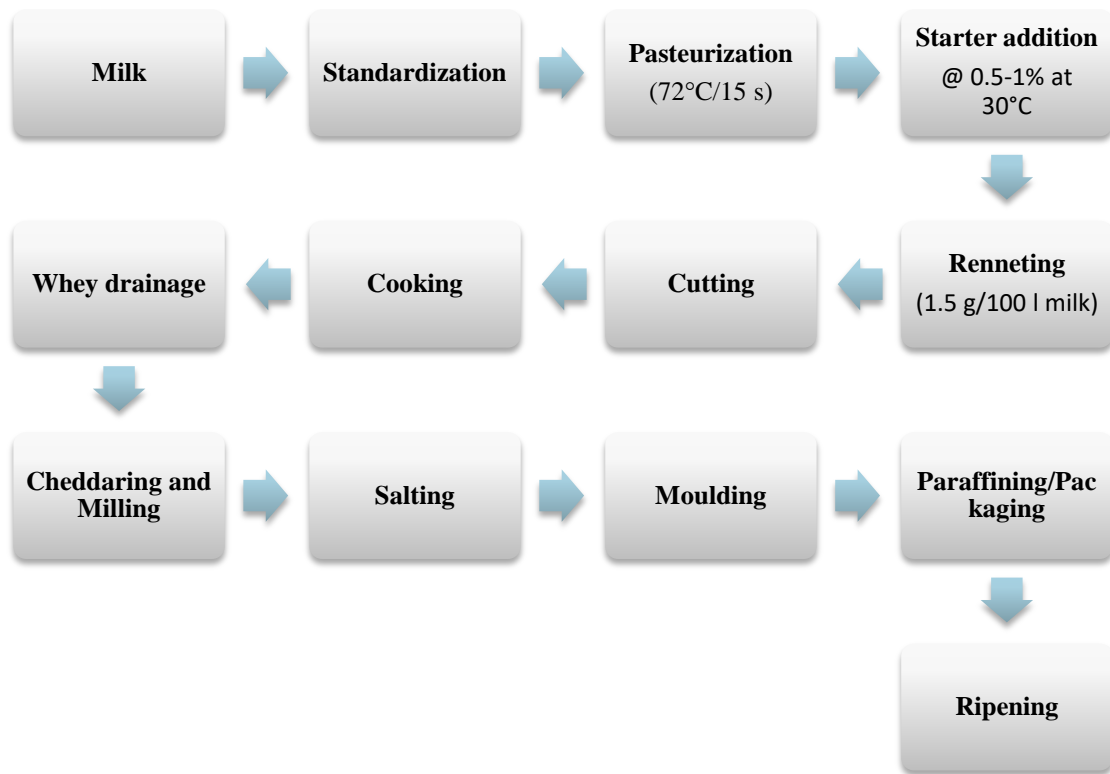 Milk
Standardization
Pasteurization
(72°C/15 s)
Starter addition
@ 0.5-1% at
30°C
Renneting
(1.5 g/100 l milk)
Cutting
Cooking
Whey drainage
Cheddaring and
Milling
Salting
Moulding
Paraffining/Pac
kaging
Ripening